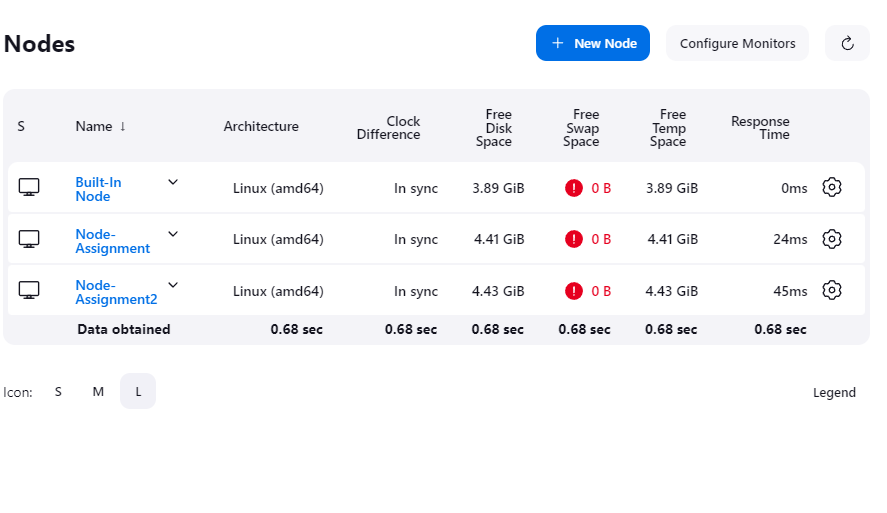 Nodes
+ New Node
Configure Monitors
S Name ↓ Architecture Clock Difference Free Disk Space Free Swap Space Free Temp Space Response Time
Built-In Node Linux (amd64) In sync 3.89 GiB ! 0 B 3.89 GiB 0ms
Node-Assignment Linux (amd64) In sync 4.41 GiB ! 0 B 4.41 GiB 24ms
Node-Assignment2 Linux (amd64) In sync 4.43 GiB ! 0 B 4.43 GiB 45ms
Data obtained 0.68 sec 0.68 sec 0.68 sec 0.68 sec 0.68 sec 0.68 sec
Icon: S M L
Legend